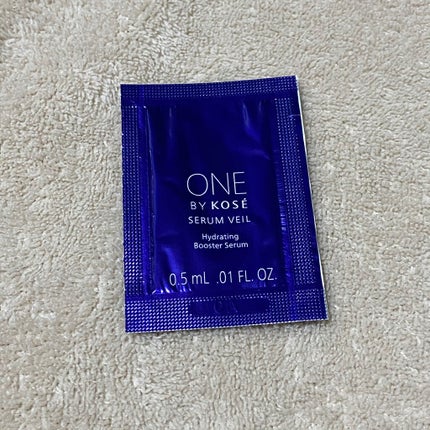 ONE
BY KOSÉ
SERUM VEIL
Hydrating
Booster Serum
0.5 mL .01 FL. OZ.